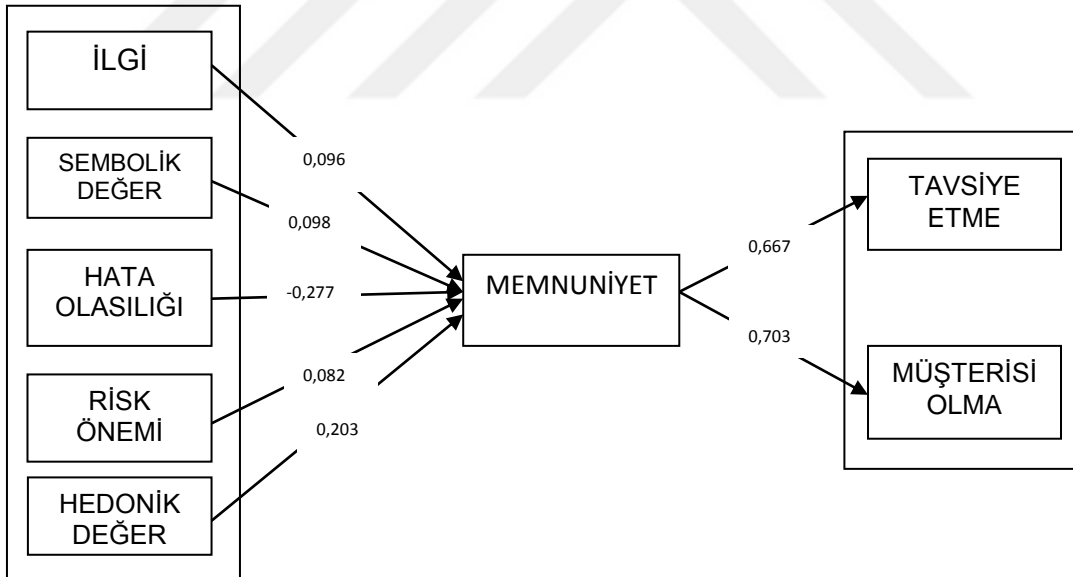 İLGİ
0,096
SEMBOLİK
DEĞER
0,098
HATA
OLASILIĞI
-0,277
RİSK
ÖNEMİ
0,082
HEDONİK
DEĞER
0,203
MEMNUNİYET
0,667
0,703
TAVSİYE
ETME
MÜŞTERİSİ
OLMA